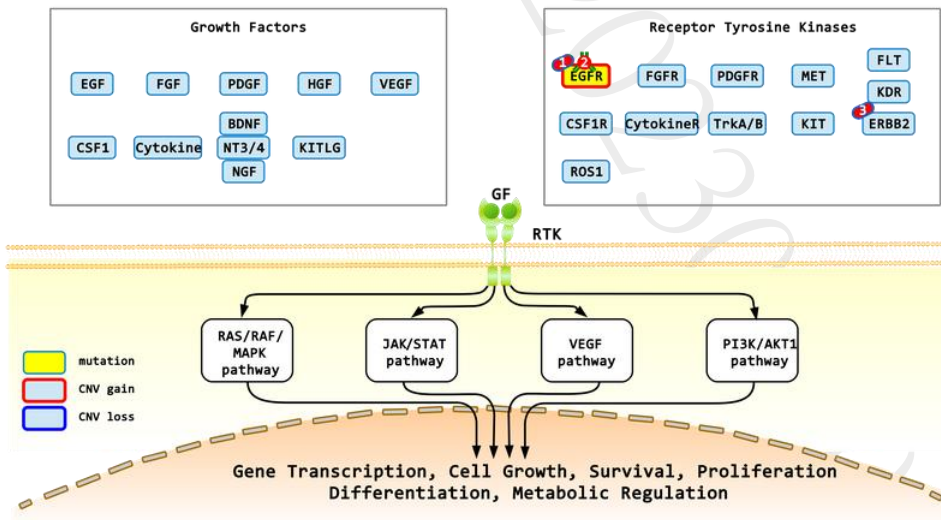 Growth Factors
EGF FGF PDGF HGF VEGF
BDNF
CSF1 Cytokine NT3/4 KITLG
NGF
Receptor Tyrosine Kinases
FLT
1 2
EGFR FGFR PDGFR MET
KDR
3
CSF1R CytokineR TrkA/B KIT ERBB2
ROS1
GF
RTK
RAS/RAF/
MAPK
pathway
JAK/STAT
pathway
VEGF
pathway
PI3K/AKT1
pathway
mutation
CNV gain
CNV loss
Gene Transcription, Cell Growth, Survival, Proliferation
Differentiation, Metabolic Regulation